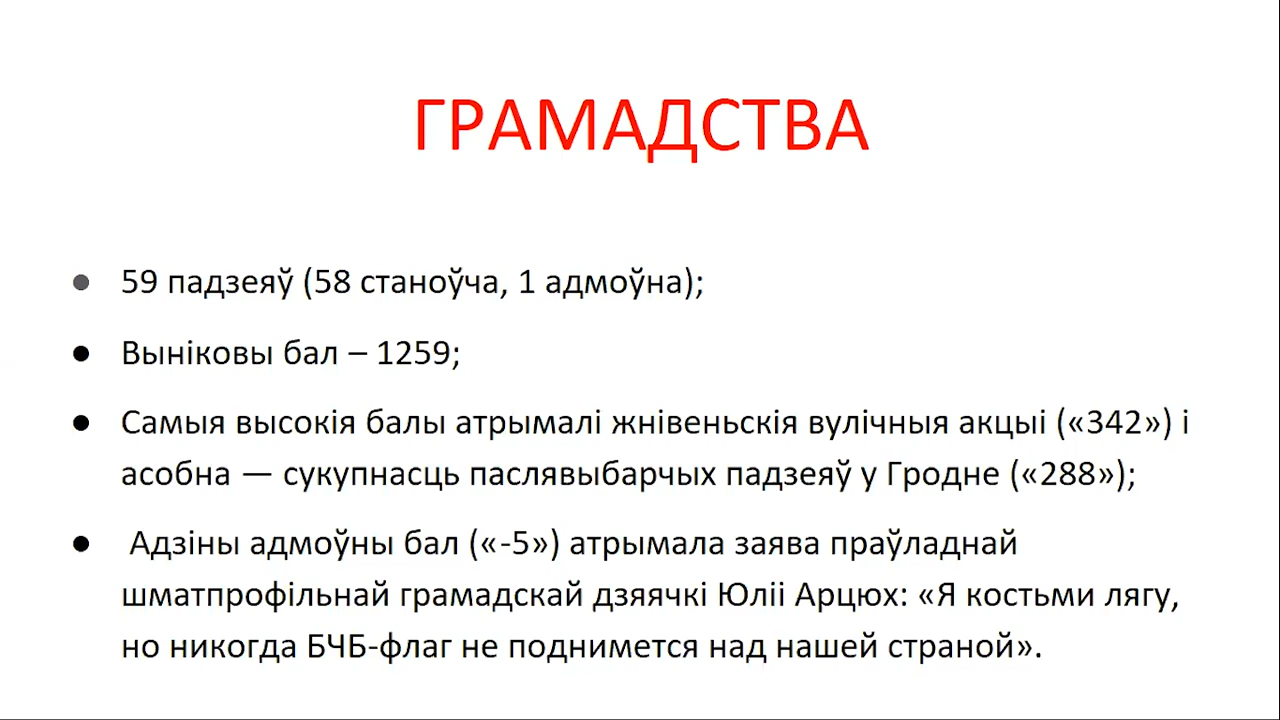 ГРАМАДСТВА
● 59 падзеяў (58 станоўча, 1 адмоўна);
● Выніковы бал – 1259;
● Самыя высокія балы атрымалі жнівеньскія вулічныя акцыі («342») і
асобна — сукупнасць паслявыбарчых падзеяў у Гродне («288»);
● Адзіны адмоўны бал («-5») атрымала заява праўладнай
шматпрофільнай грамадскай дзяячкі Юліі Арцюх: «Я костьми лягу,
но никогда БЧБ-флаг не поднимется над нашей страной».